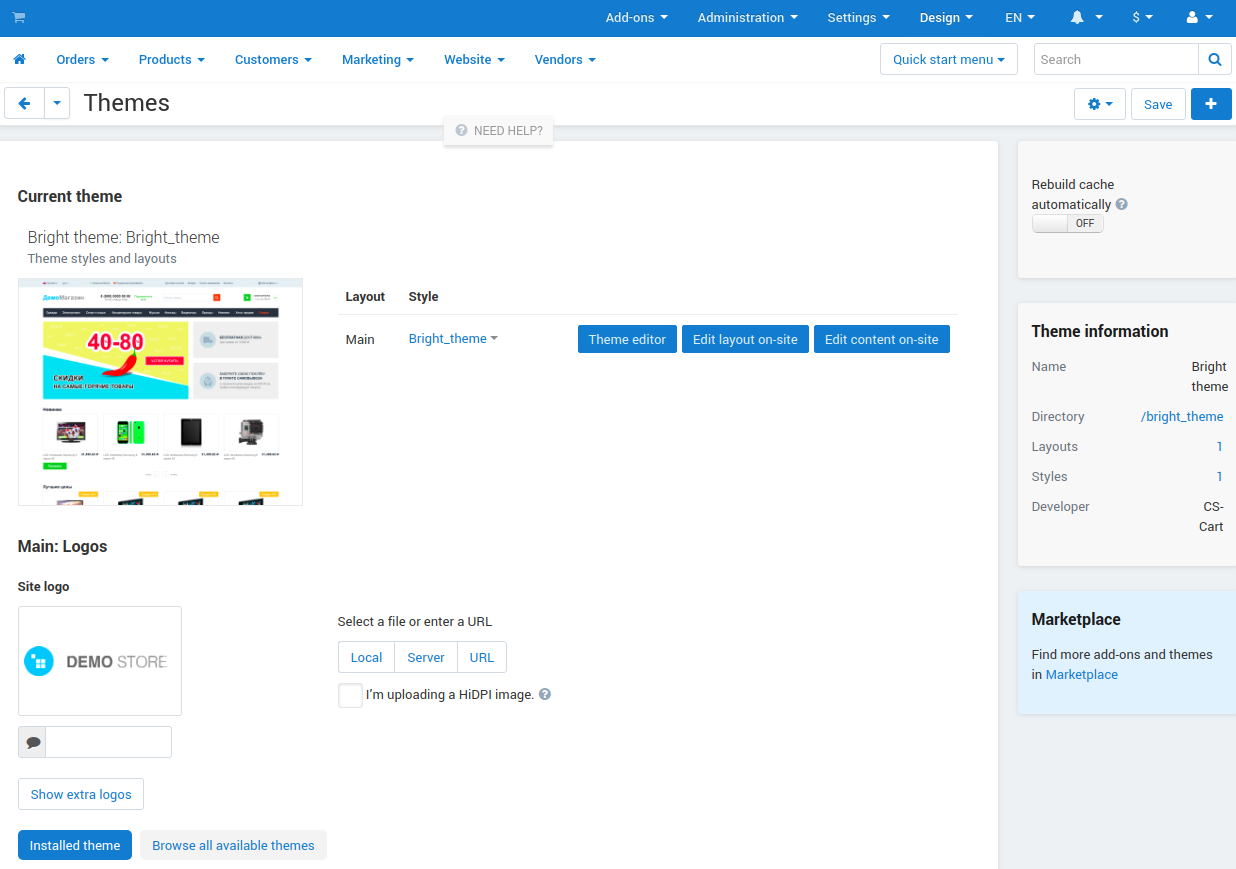 Add-ons Administration Settings Design EN $
Orders Products Customers Marketing Website Vendors Quick start menu Search
Themes Save
NEED HELP?
Current theme
Bright theme: Bright_theme
Theme styles and layouts
ДемоМагазин
40-80
СКИДКИ
НА САМЫЕ ГОРЯЧИЕ ТОВАРЫ
Layout Style
Main Bright_theme Theme editor Edit layout on-site Edit content on-site
Main: Logos
Site logo
DEMO STORE
Select a file or enter a URL
Local Server URL
I'm uploading a HiDPI image.
Show extra logos
Installed theme Browse all available themes
Rebuild cache
automatically
OFF
Theme information
Name Bright
theme
Directory /bright_theme
Layouts 1
Styles 1
Developer CS-
Cart
Marketplace
Find more add-ons and themes
in Marketplace